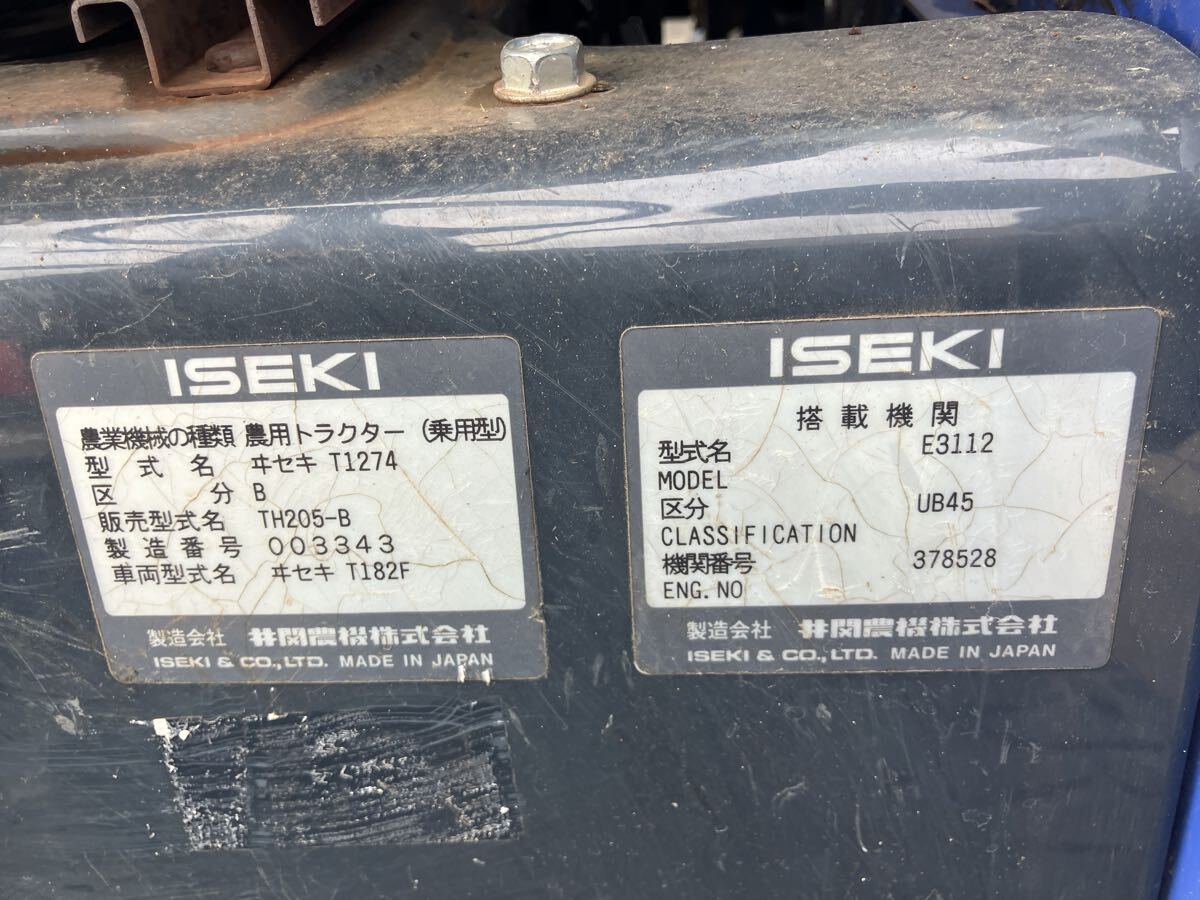 ISEKI
農業機械の種類 農用トラクター (乗用型)
型式名 ヰセキ T1274
区分 B
販売型式名 TH205-B
製造番号 003343
車両型式名 ヰセキ T182F
製造会社 井関農機株式会社
ISEKI & CO., LTD. MADE IN JAPAN
ISEKI
搭載機関
型式名 E3112
MODEL
区分 UB45
CLASSIFICATION
機関番号 378528
ENG. NO
製造会社 井関農機株式会社
ISEKI & CO., LTD. MADE IN JAPAN